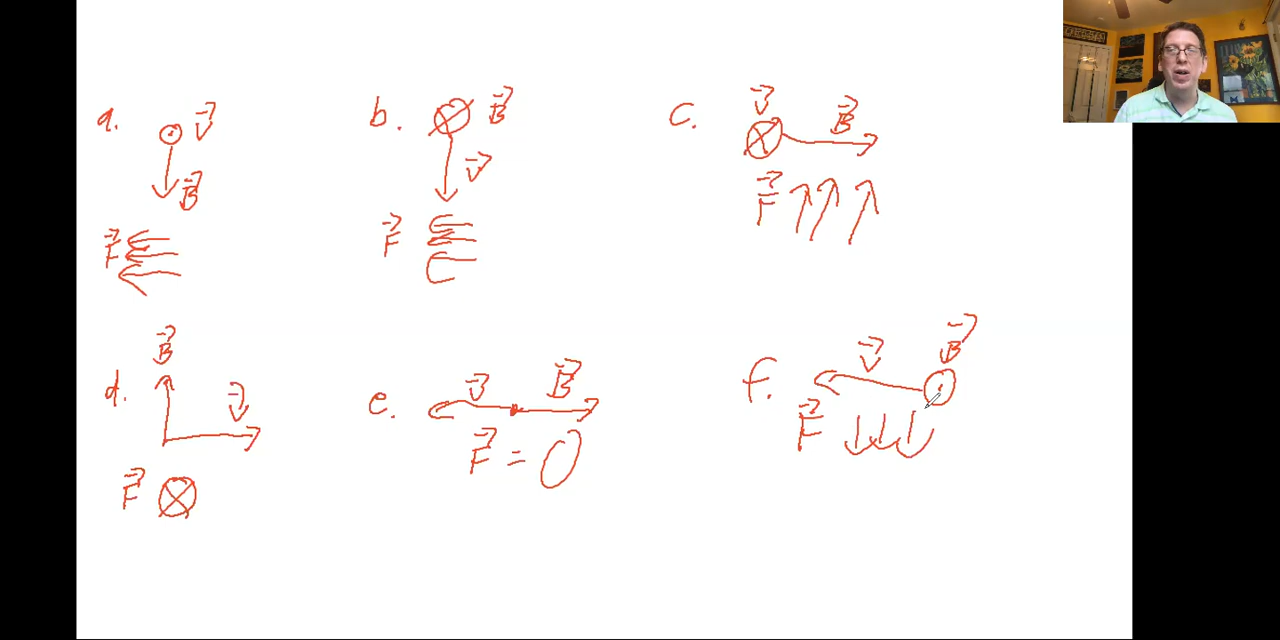 a. ⊙ V⃗
B⃗
F⃗
b. ⊗ B⃗
V⃗
F⃗
c. V⃗
⊗ B⃗
F⃗
d. B⃗
V⃗
F⃗ ⊗
e. V⃗ B⃗
F⃗ = 0
f. V⃗ B⃗
⊙
F⃗